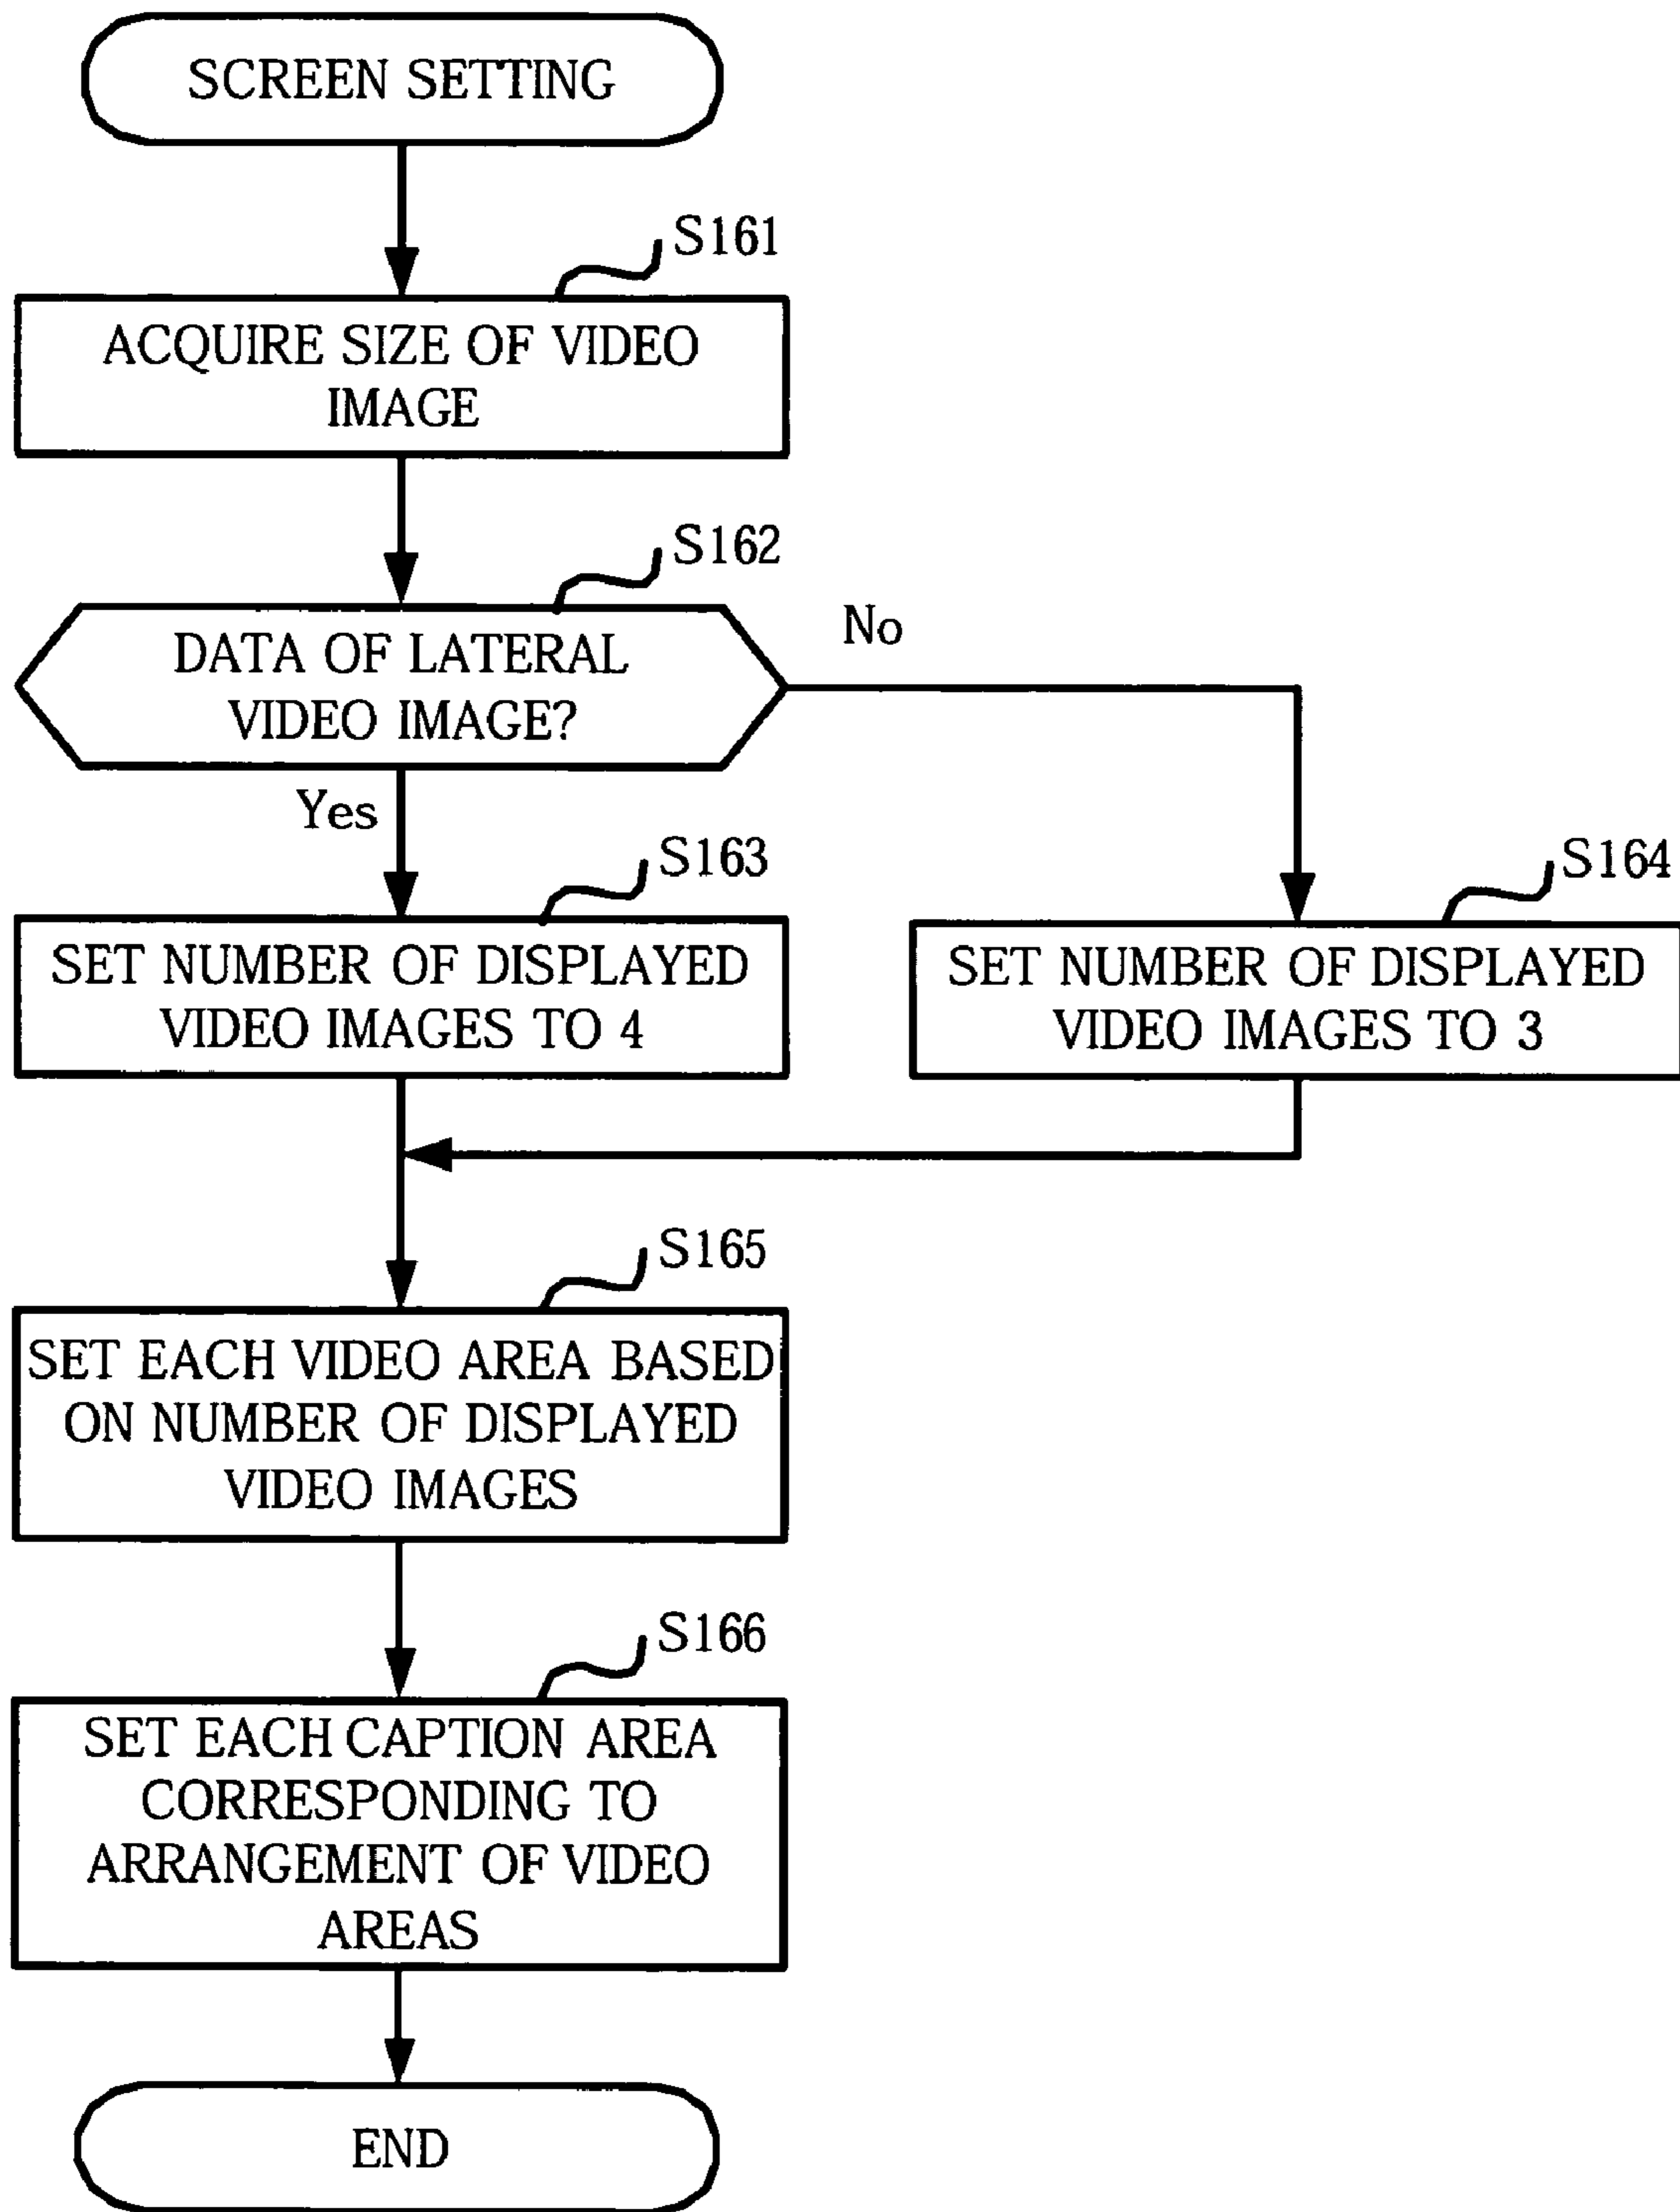 SCREEN SETTING
S161
ACQUIRE SIZE OF VIDEO
IMAGE
S162
DATA OF LATERAL
VIDEO IMAGE?
No
Yes
S163
SET NUMBER OF DISPLAYED
VIDEO IMAGES TO 4
S164
SET NUMBER OF DISPLAYED
VIDEO IMAGES TO 3
S165
SET EACH VIDEO AREA BASED
ON NUMBER OF DISPLAYED
VIDEO IMAGES
S166
SET EACH CAPTION AREA
CORRESPONDING TO
ARRANGEMENT OF VIDEO
AREAS
END